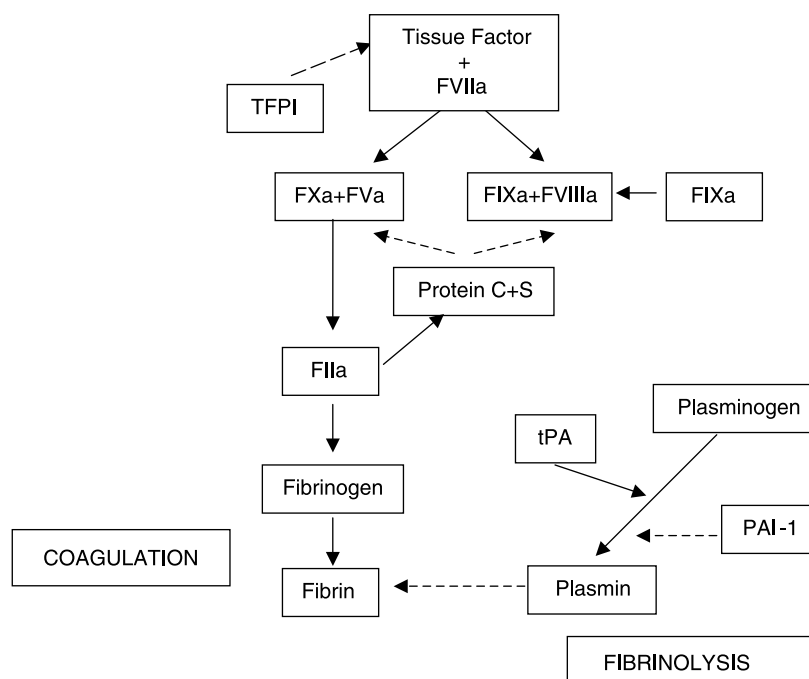 Tissue Factor
+
FVIIa
TFPI
FXa+FVa
FIXa+FVIIIa
FIXa
Protein C+S
FIIa
Plasminogen
tPA
Fibrinogen
PAI-1
COAGULATION
Fibrin
Plasmin
FIBRINOLYSIS